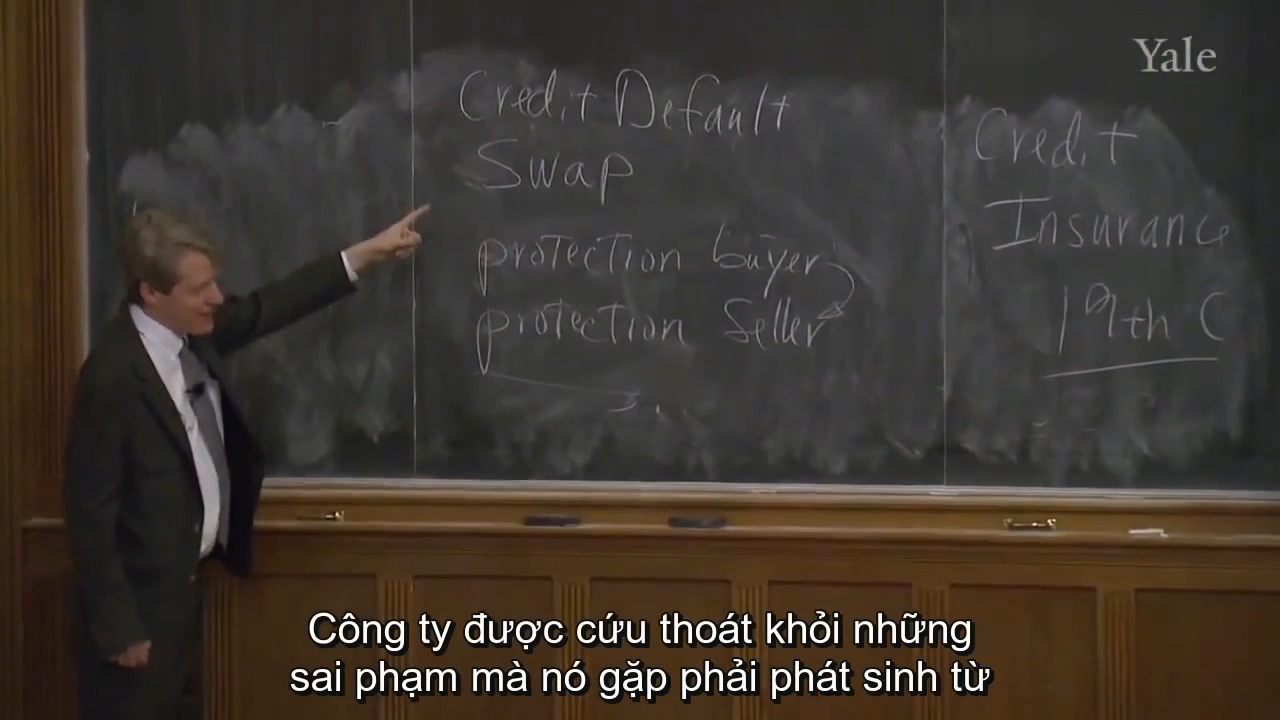 Yale
Credit Default
Swap
protection buyer
protection Seller
Credit
Insurance
19th C
Công ty được cứu thoát khỏi những
sai phạm mà nó gặp phải phát sinh từ